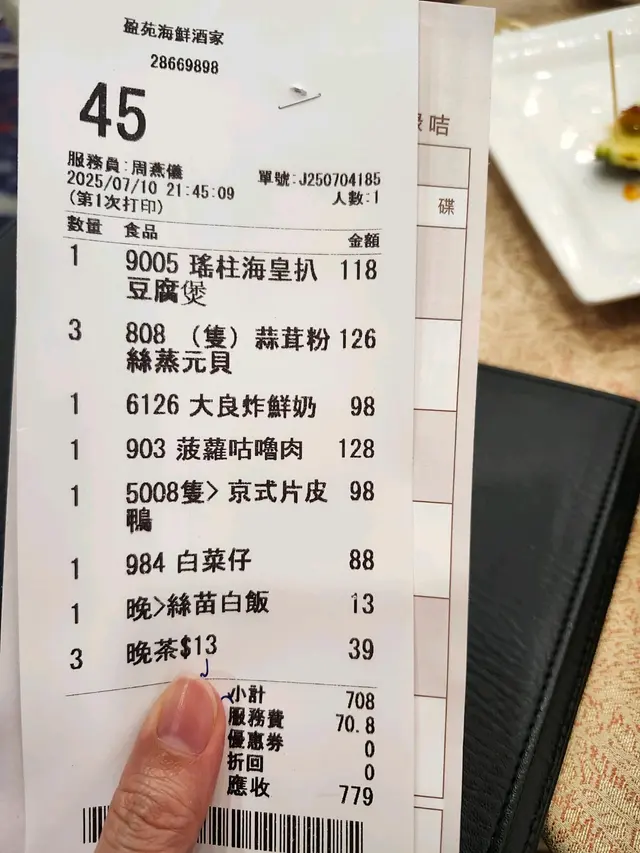 盈苑海鮮酒家
28669898
45
服務員:周燕儀
單號:J250704185
2025/07/10 21:45:09
人數:1
(第1次打印)
數量 食品 金額
1 9005 瑤柱海皇扒 118
豆腐煲
3 808 （隻）蒜茸粉 126
絲蒸元貝
1 6126 大良炸鮮奶 98
1 903 菠蘿咕嚕肉 128
1 5008隻> 京式片皮 98
鴨
1 984 白菜仔 88
1 晚>絲苗白飯 13
3 晚茶$13 39
小計 708
服務費 70.8
優惠券 0
折回 0
應收 779
咭
碟